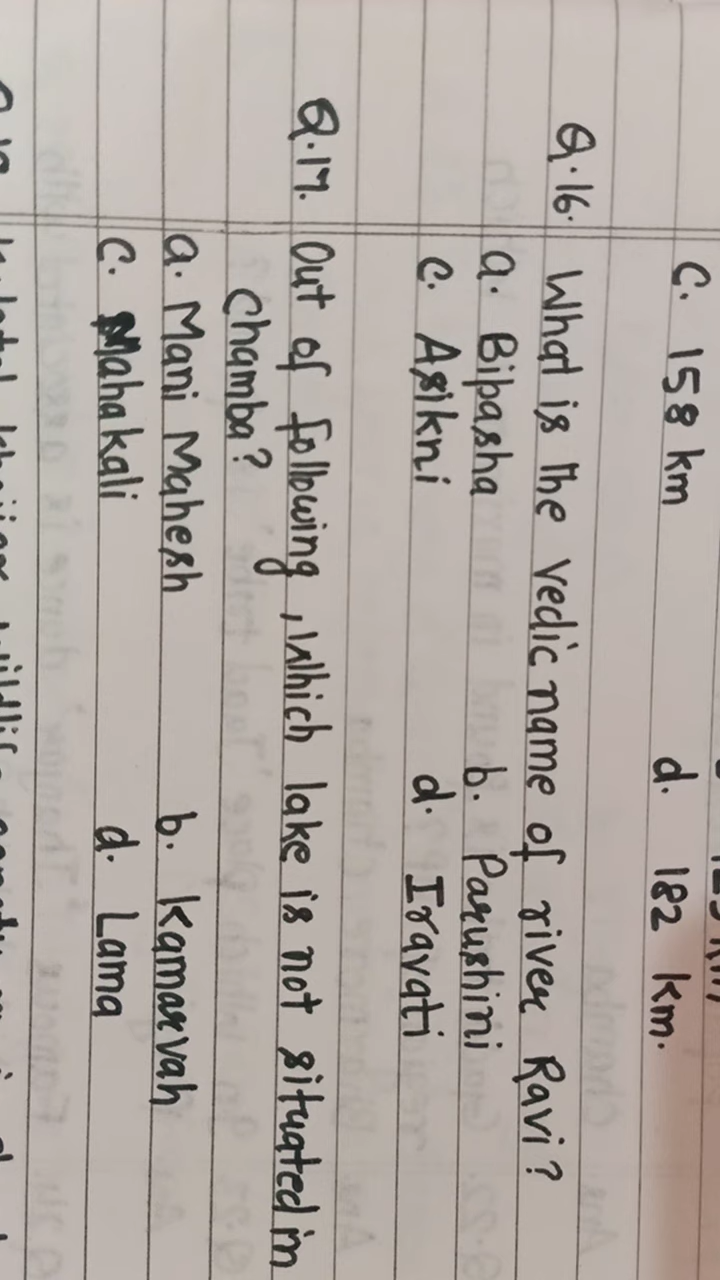 c. 158 km d. 182 km.
Q.16. What is the vedic name of river Ravi?
a. Bipasha b. Parushini
c. Asikni d. Iravati
Q.17. Out of following, which lake is not situated in
Chamba?
a. Mani Mahesh b. Kamarvah
c. Mahakali d. Lama